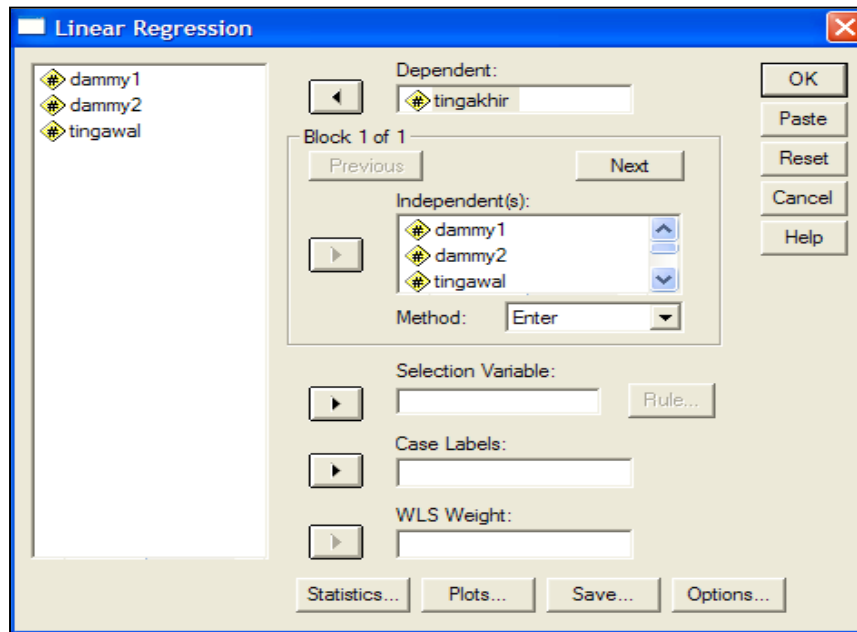 Linear Regression
dammy1
dammy2
tingawal
Dependent:
tingakhir
Block 1 of 1
Previous
Next
Independent(s):
dammy1
dammy2
tingawal
Method:
Enter
Selection Variable:
Rule...
Case Labels:
WLS Weight:
Statistics...
Plots...
Save...
Options...
OK
Paste
Reset
Cancel
Help